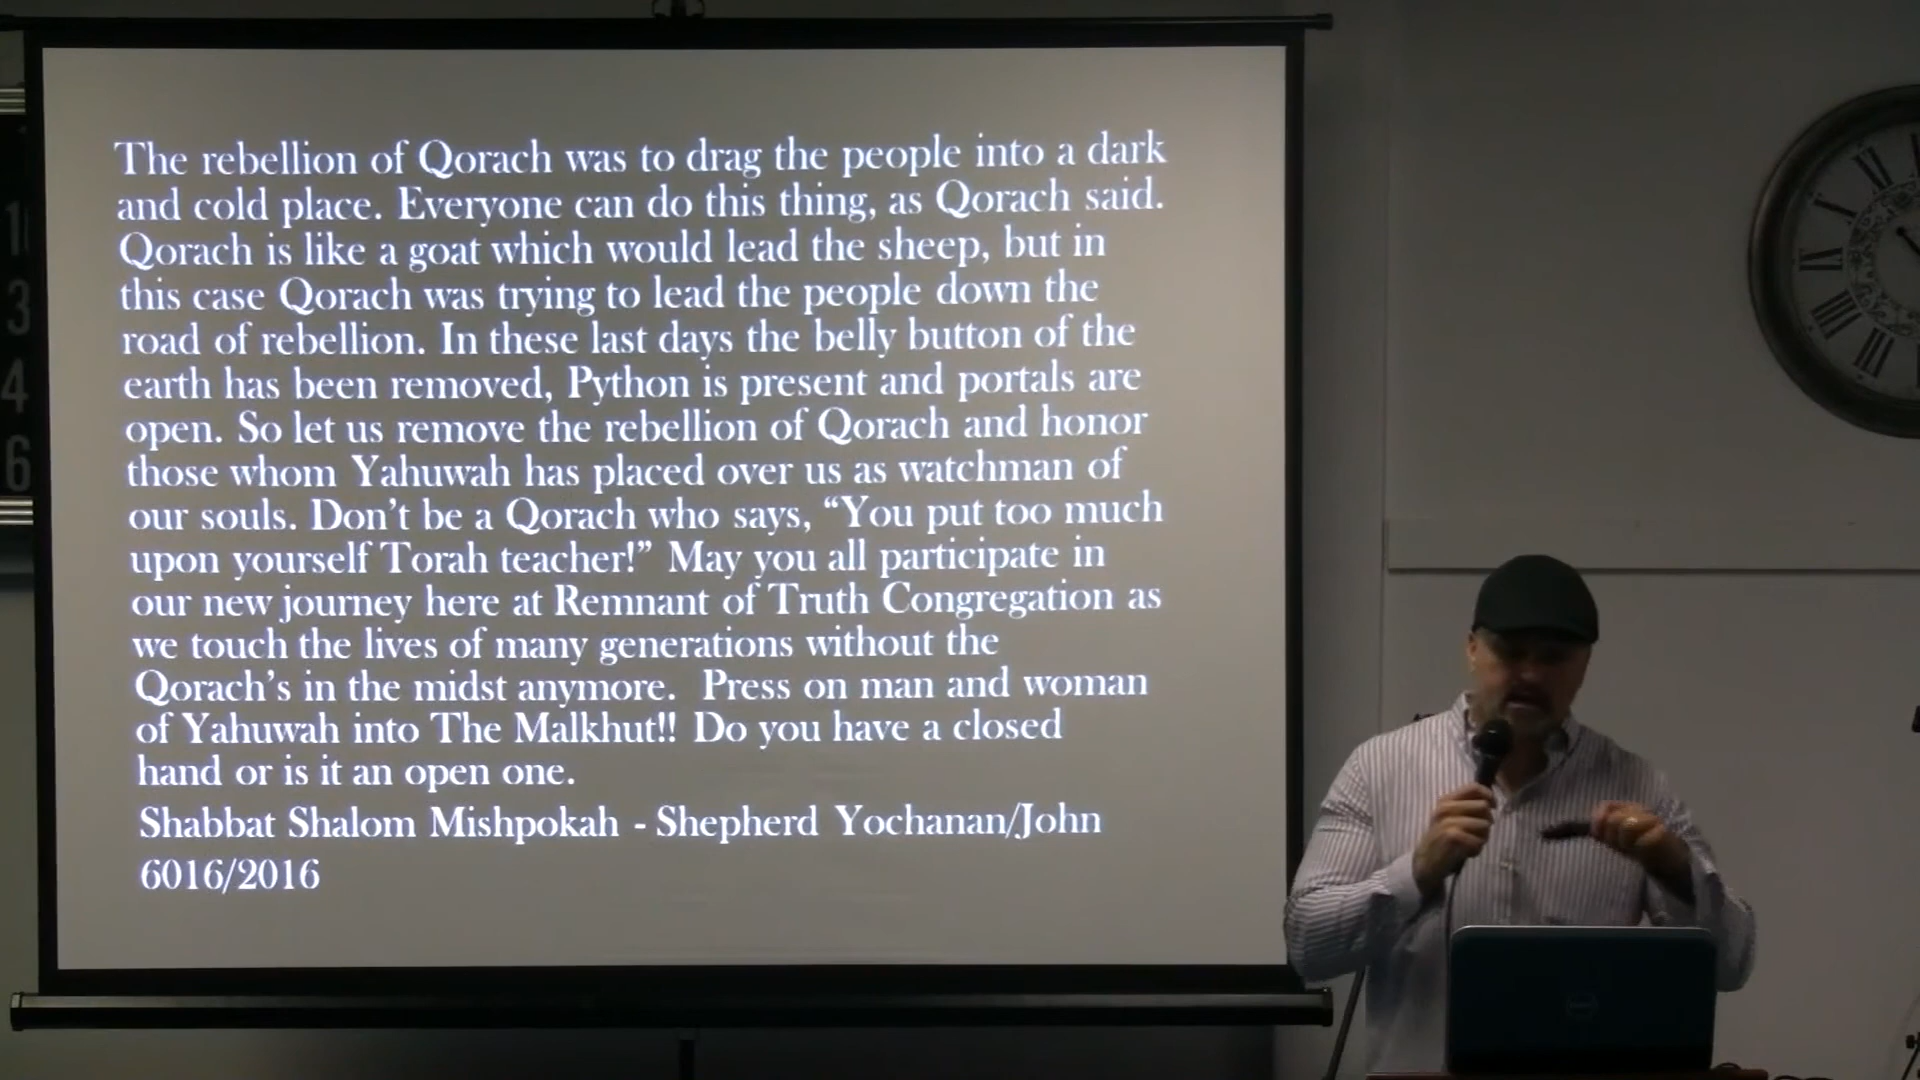 The rebellion of Qorach was to drag the people into a dark
and cold place. Everyone can do this thing, as Qorach said.
Qorach is like a goat which would lead the sheep, but in
this case Qorach was trying to lead the people down the
road of rebellion. In these last days the belly button of the
earth has been removed, Python is present and portals are
open. So let us remove the rebellion of Qorach and honor
those whom Yahuwah has placed over us as watchman of
our souls. Don't be a Qorach who says, “You put too much
upon yourself Torah teacher!” May you all participate in
our new journey here at Remnant of Truth Congregation as
we touch the lives of many generations without the
Qorach's in the midst anymore.  Press on man and woman
of Yahuwah into The Malkhut!! Do you have a closed
hand or is it an open one.
Shabbat Shalom Mishpokah - Shepherd Yochanan/John
6016/2016